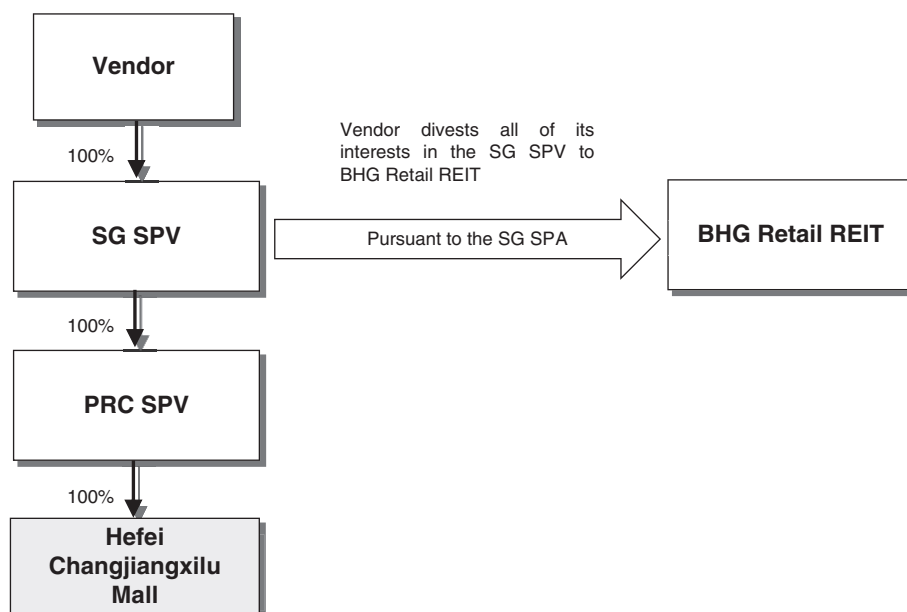 Vendor
100%
Vendor divests all of its
interests in the SG SPV to
BHG Retail REIT
SG SPV
Pursuant to the SG SPA
BHG Retail REIT
100%
PRC SPV
100%
Hefei
Changjiangxilu
Mall